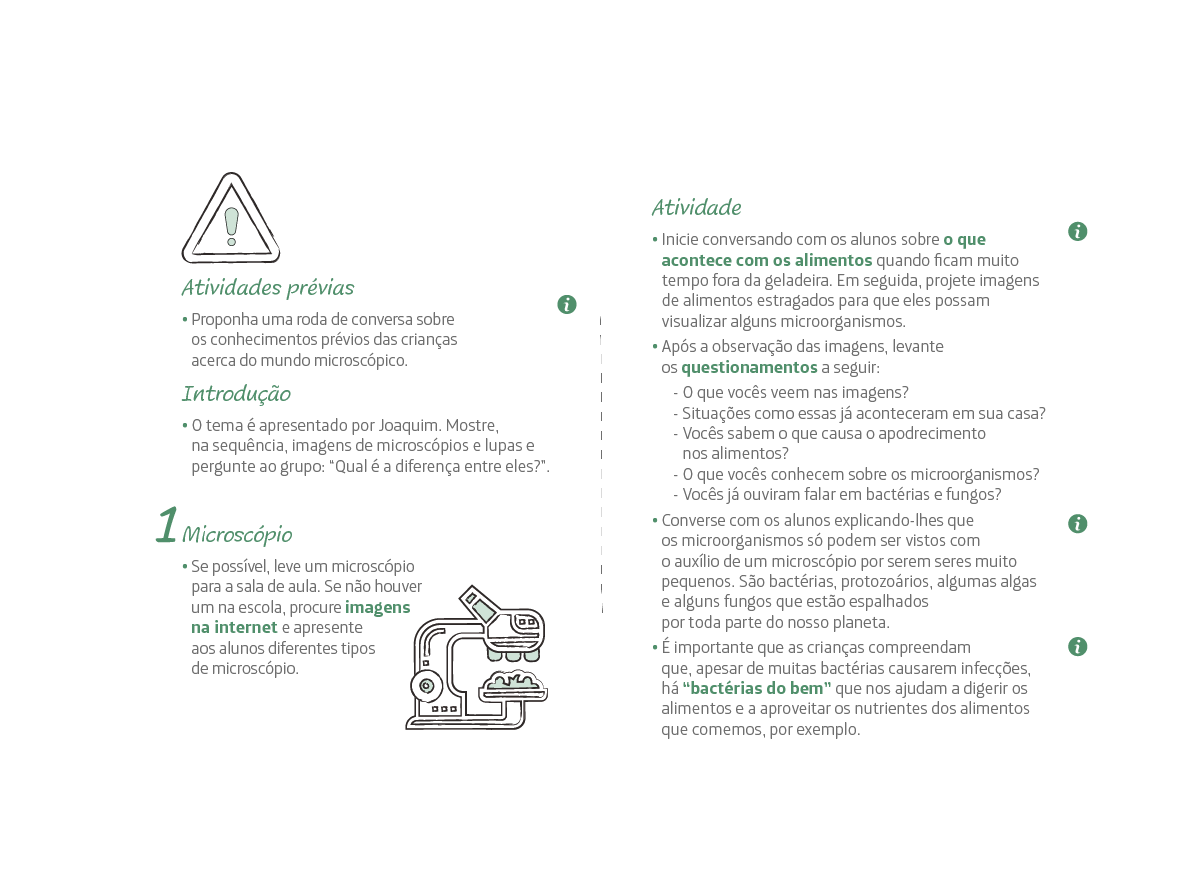 Atividades prévias
• Proponha uma roda de conversa sobre
os conhecimentos prévios das crianças
acerca do mundo microscópico.
Introdução
• O tema é apresentado por Joaquim. Mostre,
na sequência, imagens de microscópios e lupas e
pergunte ao grupo: “Qual é a diferença entre eles?”.
1 Microscópio
• Se possível, leve um microscópio
para a sala de aula. Se não houver
um na escola, procure imagens
na internet e apresente
aos alunos diferentes tipos
de microscópio.
Atividade
• Inicie conversando com os alunos sobre o que
acontece com os alimentos quando ficam muito
tempo fora da geladeira. Em seguida, projete imagens
de alimentos estragados para que eles possam
visualizar alguns microorganismos.
• Após a observação das imagens, levante
os questionamentos a seguir:
- O que vocês veem nas imagens?
- Situações como essas já aconteceram em sua casa?
- Vocês sabem o que causa o apodrecimento
nos alimentos?
- O que vocês conhecem sobre os microorganismos?
- Vocês já ouviram falar em bactérias e fungos?
• Converse com os alunos explicando-lhes que
os microorganismos só podem ser vistos com
o auxílio de um microscópio por serem seres muito
pequenos. São bactérias, protozoários, algumas algas
e alguns fungos que estão espalhados
por toda parte do nosso planeta.
• É importante que as crianças compreendam
que, apesar de muitas bactérias causarem infecções,
há “bactérias do bem” que nos ajudam a digerir os
alimentos e a aproveitar os nutrientes dos alimentos
que comemos, por exemplo.